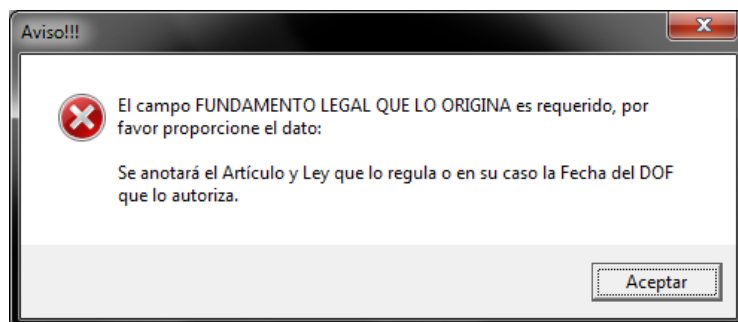 Aviso!!!
El campo FUNDAMENTO LEGAL QUE LO ORIGINA es requerido, por
favor proporcione el dato:
Se anotará el Artículo y Ley que lo regula o en su caso la Fecha del DOF
que lo autoriza.
Aceptar